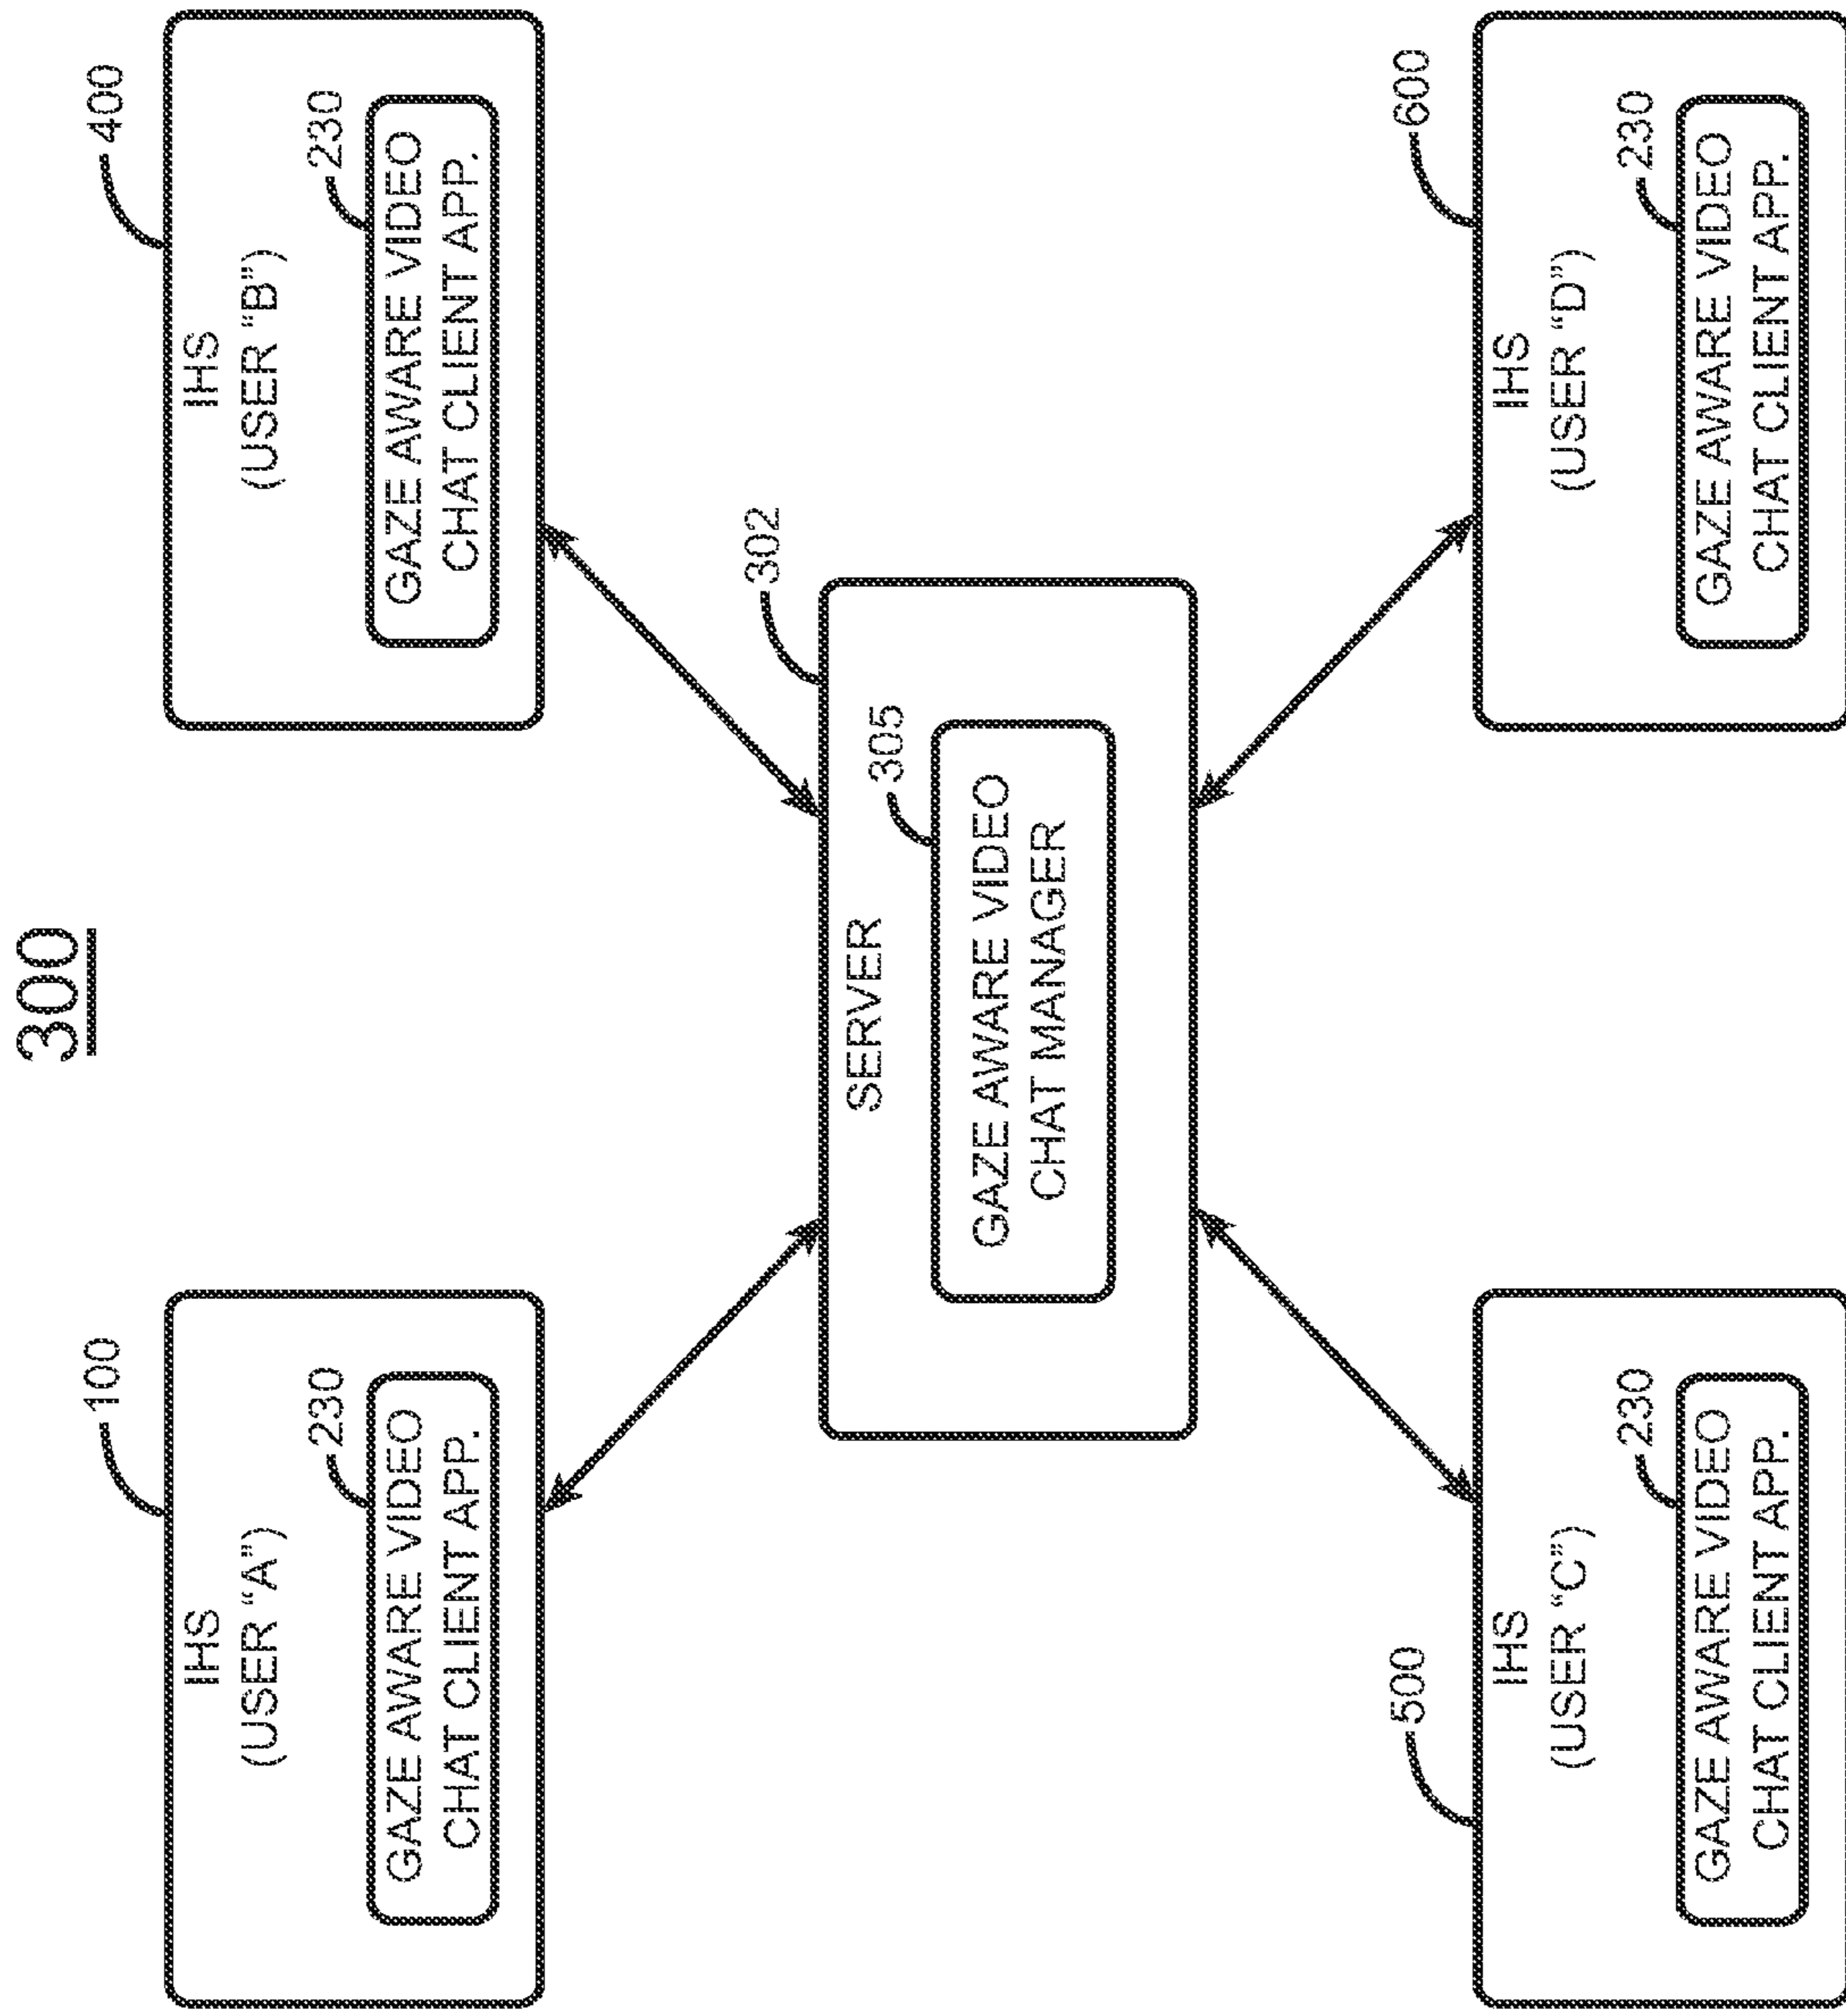 300
100
IHS
(USER "A")
230
GAZE AWARE VIDEO
CHAT CLIENT APP.
400
IHS
(USER "B")
230
GAZE AWARE VIDEO
CHAT CLIENT APP.
302
SERVER
305
GAZE AWARE VIDEO
CHAT MANAGER
500
IHS
(USER "C")
230
GAZE AWARE VIDEO
CHAT CLIENT APP.
600
IHS
(USER "D")
230
GAZE AWARE VIDEO
CHAT CLIENT APP.